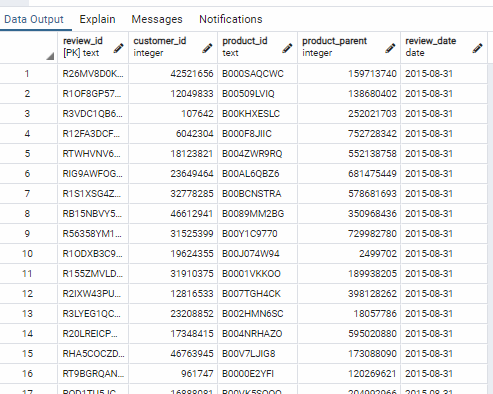 Data Output Explain Messages Notifications
review_id customer_id product_id product_parent review_date
[PK] text integer text integer date
1 R26MV8D0K... 42521656 B000SAQCWC 159713740 2015-08-31
2 R1OF8GP57... 12049833 B00509LVIQ 138680402 2015-08-31
3 R3VDC1QB6... 107642 B00KHXESLC 252021703 2015-08-31
4 R12FA3DCF... 6042304 B000F8JIIC 752728342 2015-08-31
5 RTWHVNV6... 18123821 B004ZWR9RQ 552138758 2015-08-31
6 RIG9AWFOG... 23649464 B00AL6QBZ6 681475449 2015-08-31
7 R1S1XSG4Z... 32778285 B00BCNSTRA 578681693 2015-08-31
8 RB15NBVY5... 46612941 B0089MM2BG 350968436 2015-08-31
9 R56358YM1... 31525399 B00Y1C9770 729982780 2015-08-31
10 R1ODXB3C9... 19624355 B00J074W94 2499702 2015-08-31
11 R155ZMVLD... 31910375 B0001VKKOO 189938205 2015-08-31
12 R2IXW43PU... 12816533 B007TGH4CK 398128262 2015-08-31
13 R3LYEG1QC... 23208852 B002HMN6SC 18057786 2015-08-31
14 R20LREICP... 17348415 B004NRHAZO 595020880 2015-08-31
15 RHA5COCZD... 46763945 B00V7LJIG8 173088090 2015-08-31
16 RT9BGRQAN... 961747 B0000E2YFI 120269621 2015-08-31
17 2015-08-31